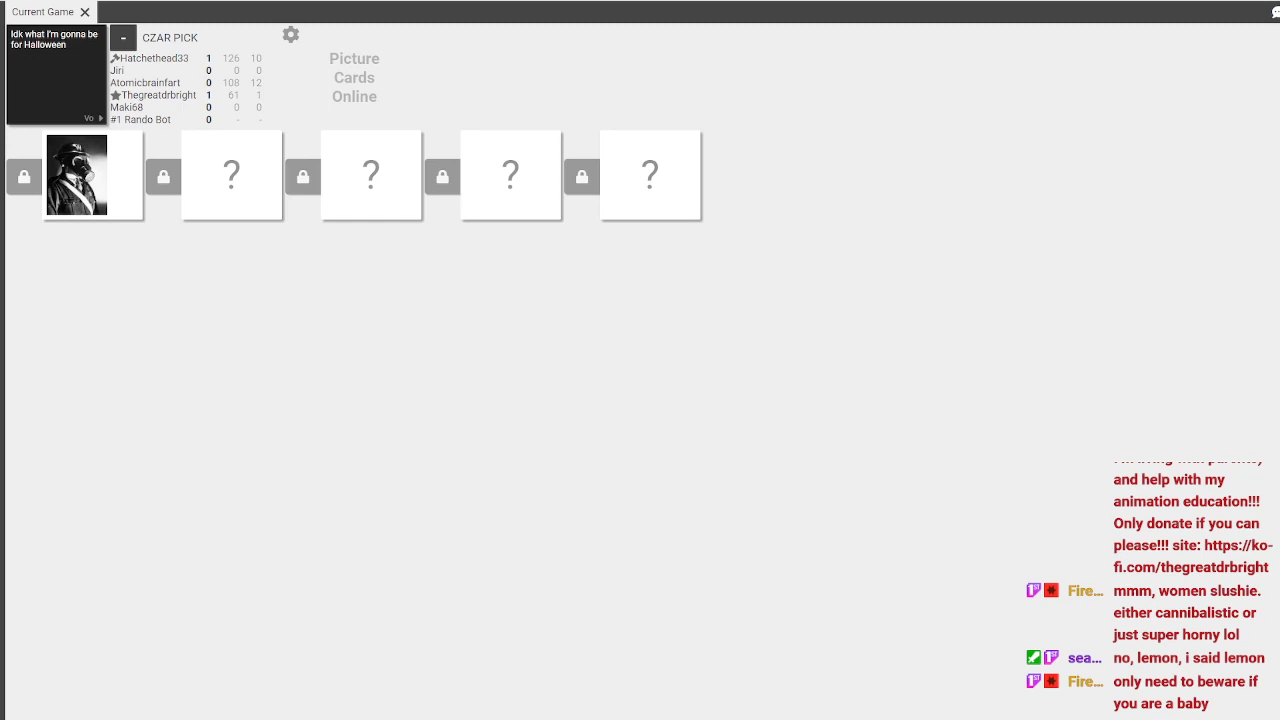 Current Game
Idk what I'm gonna be
for Halloween
Vo
-
CZAR PICK
Hatchethead33 1 126 10
Jiri 0 0 0
Atomicbrainfart 0 108 12
Thegreatdrbright 1 61 1
Maki68 0 0 0
#1 Rando Bot 0 - -
Picture
Cards
Online
? ? ? ?
and help with my
animation education!!!
Only donate if you can
please!!! site: https://ko-
fi.com/thegreatdrbright
Fire... mmm, women slushie.
either cannibalistic or
just super horny lol
sea... no, lemon, i said lemon
Fire... only need to beware if
you are a baby